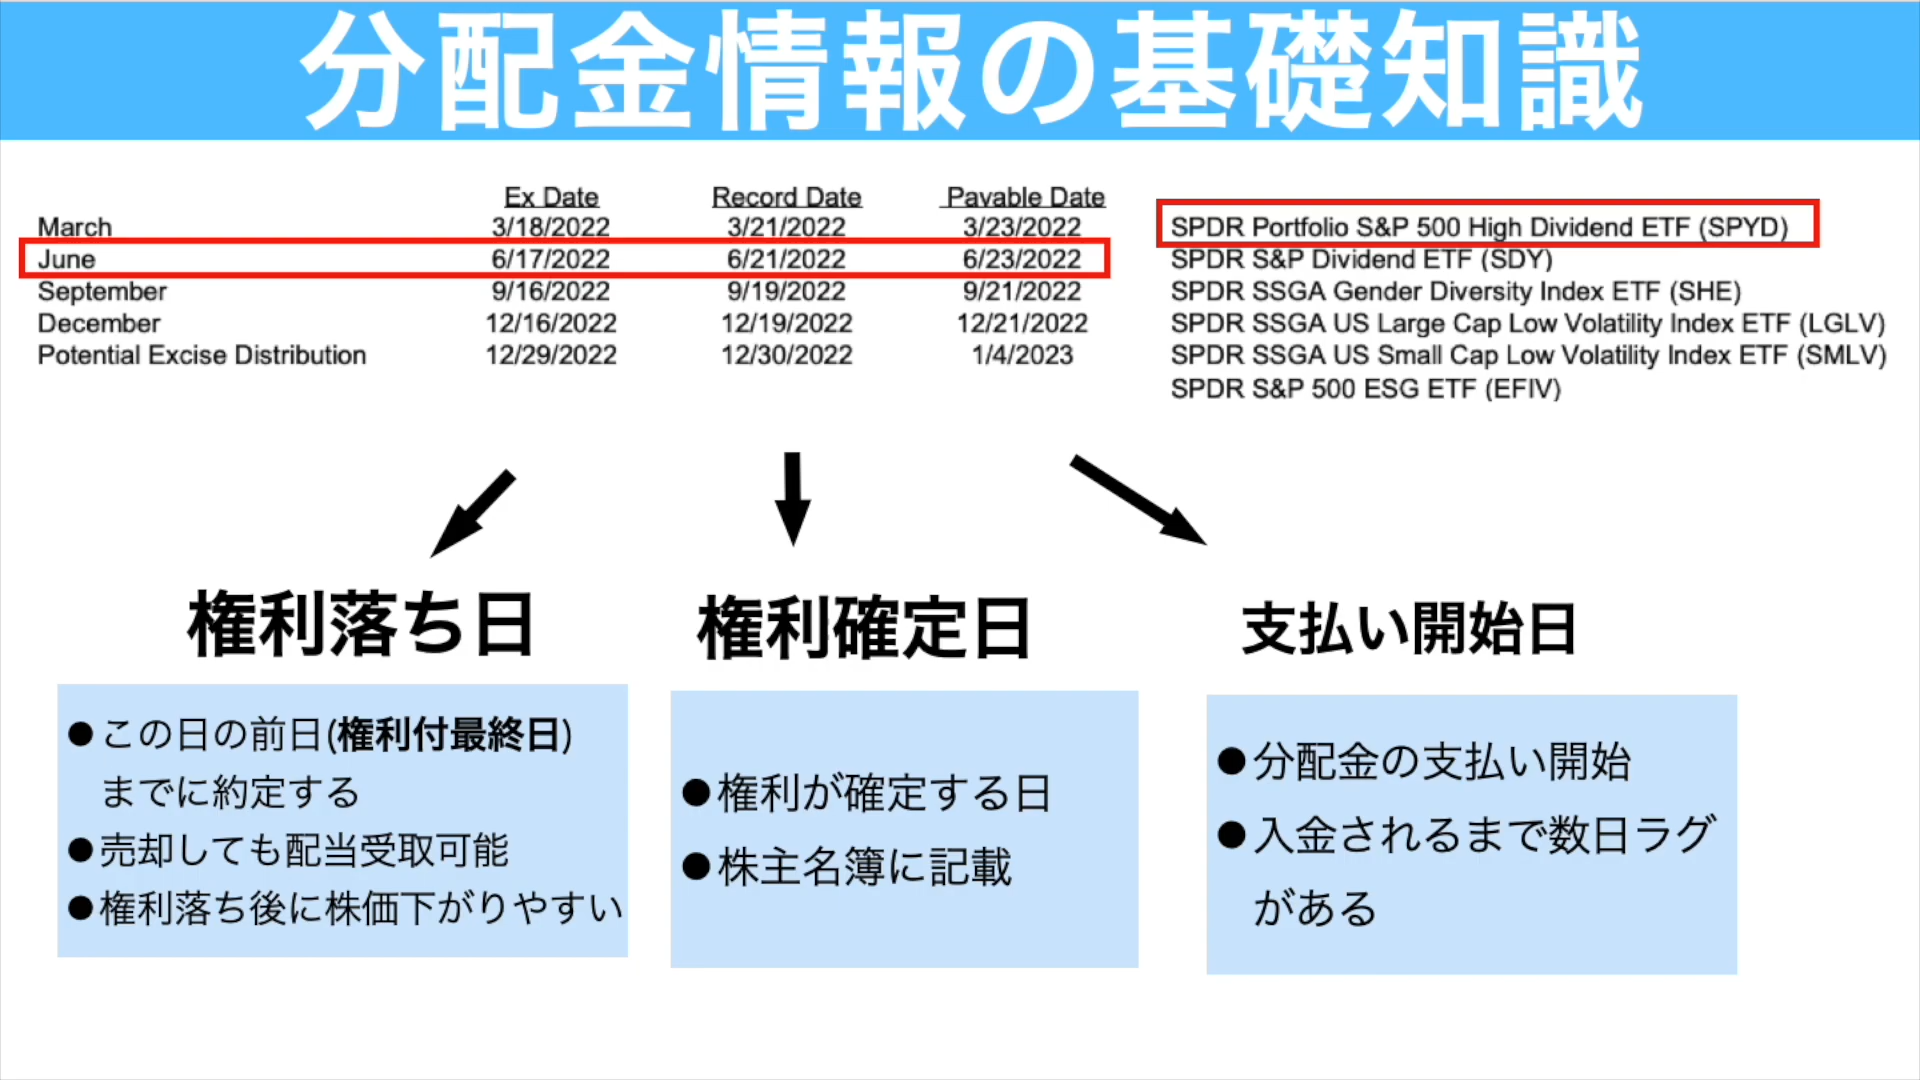 分配金情報の基礎知識
Ex Date Record Date Payable Date
March 3/18/2022 3/21/2022 3/23/2022
June 6/17/2022 6/21/2022 6/23/2022
September 9/16/2022 9/19/2022 9/21/2022
December 12/16/2022 12/19/2022 12/21/2022
Potential Excise Distribution 12/29/2022 12/30/2022 1/4/2023
SPDR Portfolio S&P 500 High Dividend ETF (SPYD)
SPDR S&P Dividend ETF (SDY)
SPDR SSGA Gender Diversity Index ETF (SHE)
SPDR SSGA US Large Cap Low Volatility Index ETF (LGLV)
SPDR SSGA US Small Cap Low Volatility Index ETF (SMLV)
SPDR S&P 500 ESG ETF (EFIV)
権利落ち日
●この日の前日(権利付最終日)
までに約定する
●売却しても配当受取可能
●権利落ち後に株価下がりやすい
権利確定日
●権利が確定する日
●株主名簿に記載
支払い開始日
●分配金の支払い開始
●入金されるまで数日ラグ
がある